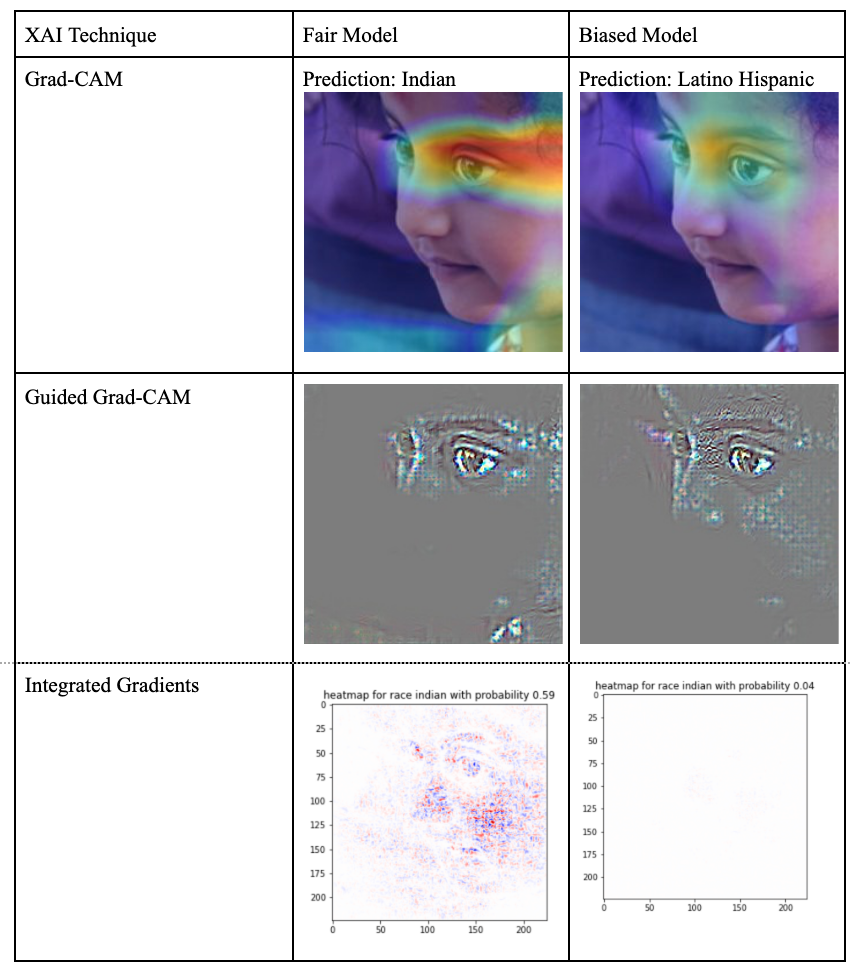 XAI Technique
Fair Model
Biased Model
Grad-CAM
Prediction: Indian
Prediction: Latino Hispanic
Guided Grad-CAM
Integrated Gradients
heatmap for race indian with probability 0.59
0
25
50
75
100
125
150
175
200
0 50 100 150 200
heatmap for race indian with probability 0.04
0
25
50
75
100
125
150
175
200
0 50 100 150 200